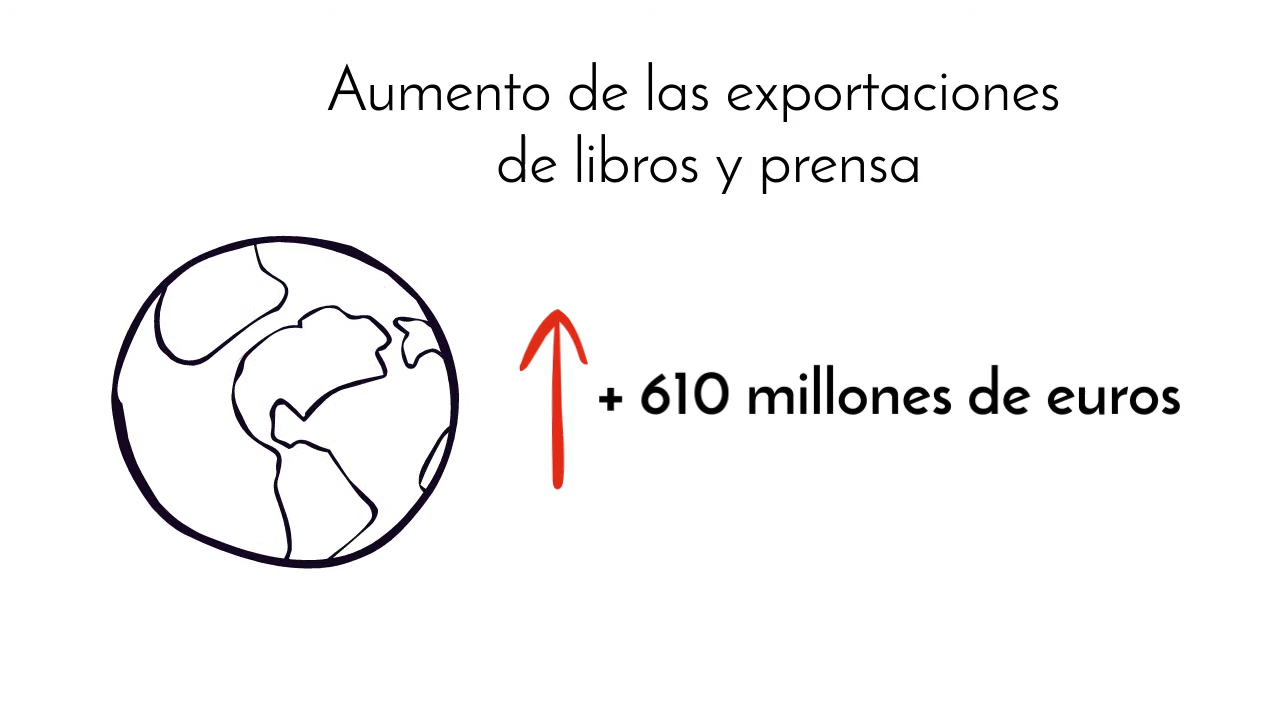 Aumento de las exportaciones
de libros y prensa
+ 610 millones de euros